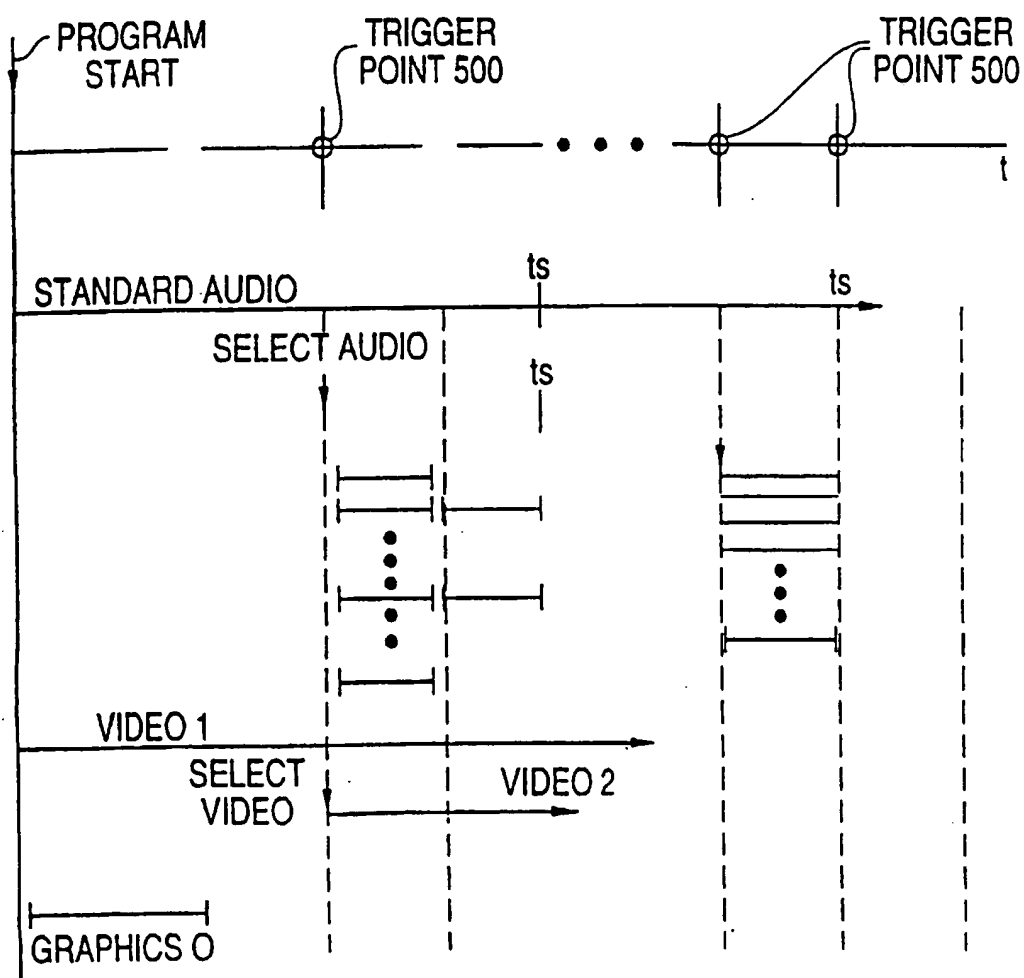 PROGRAM
START
TRIGGER
POINT 500
TRIGGER
POINT 500
t
STANDARD AUDIO
ts
ts
SELECT AUDIO
ts
VIDEO 1
SELECT
VIDEO
VIDEO 2
GRAPHICS O